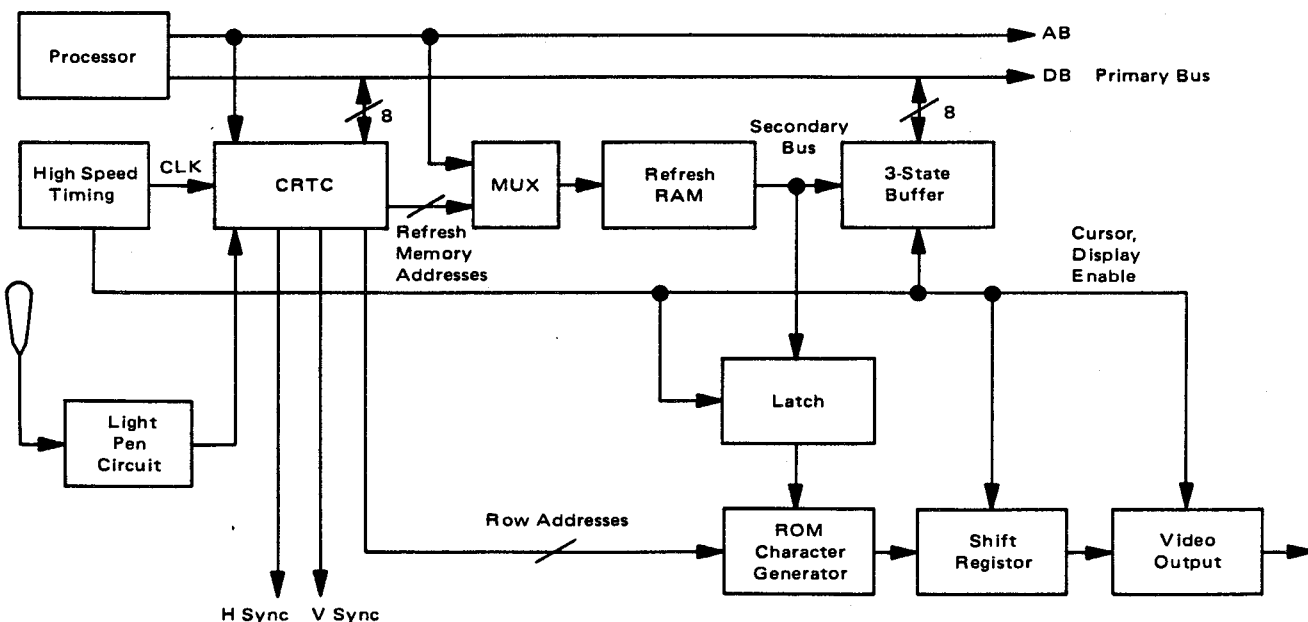 Processor
AB
DB Primary Bus
8
8
Secondary
Bus
High Speed
Timing
CLK
CRTC
MUX
Refresh
RAM
3-State
Buffer
Refresh
Memory
Addresses
Cursor,
Display
Enable
Light
Pen
Circuit
Latch
Row Addresses
ROM
Character
Generator
Shift
Registor
Video
Output
H Sync V Sync